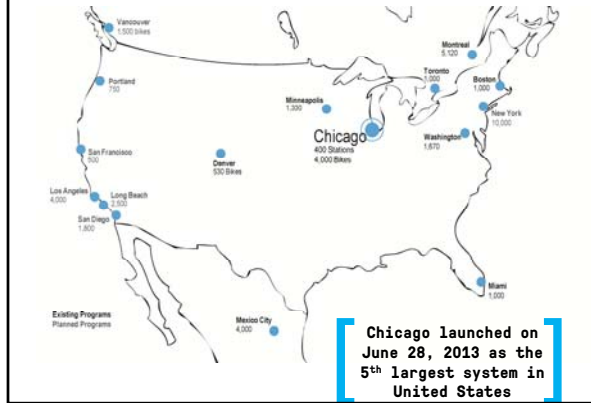 Vancouver
1,500 bikes
Portland
750
San Francisco
500
Los Angeles
4,000
Long Beach
2,500
San Diego
1,800
Denver
530 Bikes
Minneapolis
1,300
Chicago
400 Stations
4,000 Bikes
Montreal
5,120
Toronto
1,000
Boston
1,000
New York
10,000
Washington
1,670
Miami
1,000
Mexico City
4,000
Existing Programs
Planned Programs
Chicago launched on
June 28, 2013 as the
5th largest system in
United States